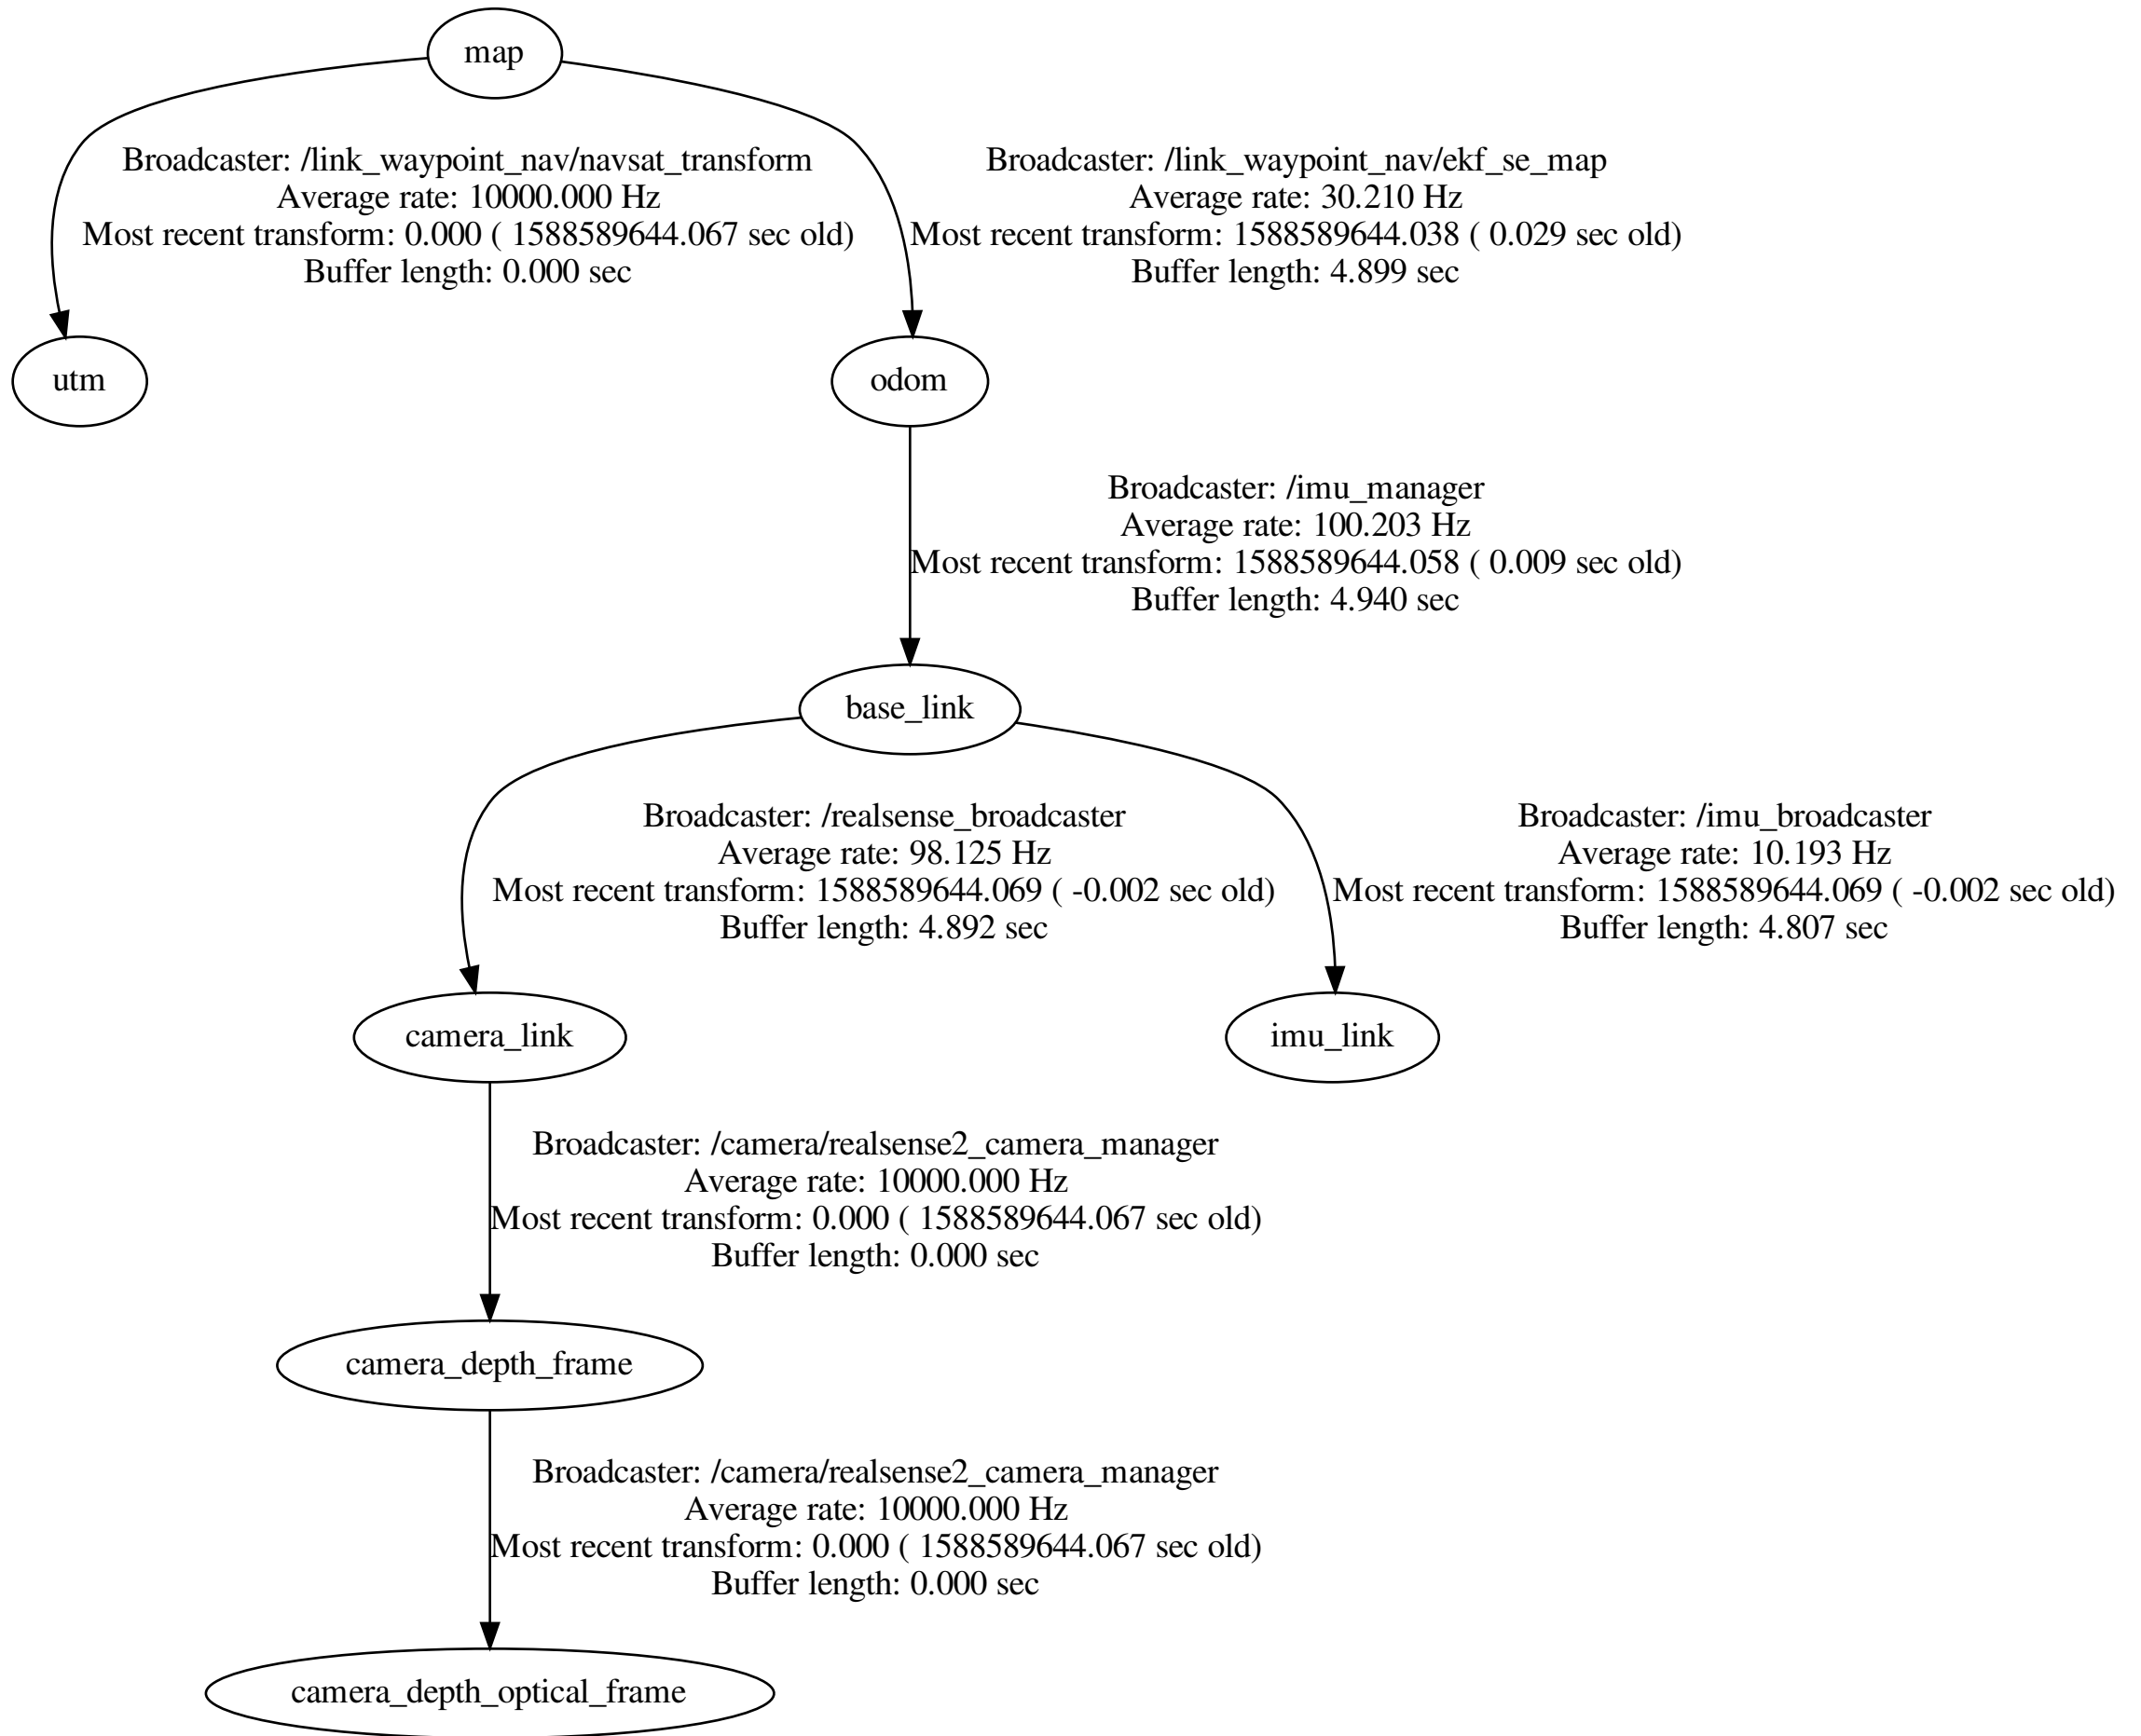 map
Broadcaster: /link_waypoint_nav/navsat_transform
Average rate: 10000.000 Hz
Most recent transform: 0.000 ( 1588589644.067 sec old)
Buffer length: 0.000 sec
Broadcaster: /link_waypoint_nav/ekf_se_map
Average rate: 30.210 Hz
Most recent transform: 1588589644.038 ( 0.029 sec old)
Buffer length: 4.899 sec
utm
odom
Broadcaster: /imu_manager
Average rate: 100.203 Hz
Most recent transform: 1588589644.058 ( 0.009 sec old)
Buffer length: 4.940 sec
base_link
Broadcaster: /realsense_broadcaster
Average rate: 98.125 Hz
Most recent transform: 1588589644.069 ( -0.002 sec old)
Buffer length: 4.892 sec
Broadcaster: /imu_broadcaster
Average rate: 10.193 Hz
Most recent transform: 1588589644.069 ( -0.002 sec old)
Buffer length: 4.807 sec
camera_link
imu_link
Broadcaster: /camera/realsense2_camera_manager
Average rate: 10000.000 Hz
Most recent transform: 0.000 ( 1588589644.067 sec old)
Buffer length: 0.000 sec
camera_depth_frame
Broadcaster: /camera/realsense2_camera_manager
Average rate: 10000.000 Hz
Most recent transform: 0.000 ( 1588589644.067 sec old)
Buffer length: 0.000 sec
camera_depth_optical_frame